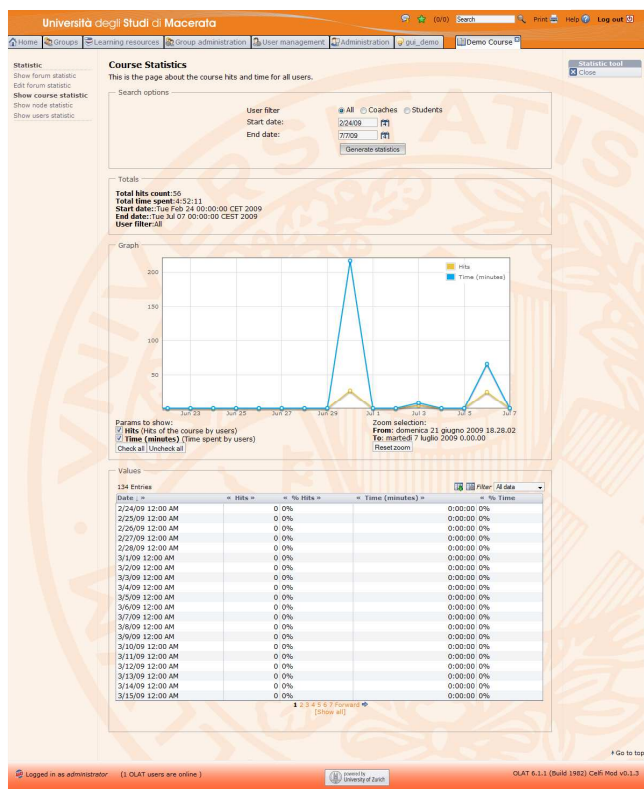 Università degli Studi di Macerata
(0/0) Search Print Help Log out
Home Groups Learning resources Group administration User management Administration gui_demo Demo Course
Statistic
Show forum statistic
Edit forum statistic
Show course statistic
Show node statistic
Show users statistic
Course Statistics
This is the page about the course hits and time for all users.
Statistic tool
Close
Search options
User filter All Coaches Students
Start date: 2/24/09
End date: 7/7/09
Generate statistics
Totals
Total hits count:56
Total time spent:4:52:11
Start date::Tue Feb 24 00:00:00 CET 2009
End date::Tue Jul 07 00:00:00 CEST 2009
User filter:All
Graph
Hits
Time (minutes)
200
150
100
50
Jun 23 Jun 25 Jun 27 Jun 29 Jul 1 Jul 3 Jul 5 Jul 7
Params to show:
Hits (Hits of the course by users)
Time (minutes) (Time spent by users)
Check all Uncheck all
Zoom selection:
From: domenica 21 giugno 2009 18.28.02
To: martedì 7 luglio 2009 0.00.00
Reset zoom
Values
134 Entries Filter All data
Date ↓ » « Hits » « % Hits » « Time (minutes) » « % Time
2/24/09 12:00 AM 0 0% 0:00:00 0%
2/25/09 12:00 AM 0 0% 0:00:00 0%
2/26/09 12:00 AM 0 0% 0:00:00 0%
2/27/09 12:00 AM 0 0% 0:00:00 0%
2/28/09 12:00 AM 0 0% 0:00:00 0%
3/1/09 12:00 AM 0 0% 0:00:00 0%
3/2/09 12:00 AM 0 0% 0:00:00 0%
3/3/09 12:00 AM 0 0% 0:00:00 0%
3/4/09 12:00 AM 0 0% 0:00:00 0%
3/5/09 12:00 AM 0 0% 0:00:00 0%
3/6/09 12:00 AM 0 0% 0:00:00 0%
3/7/09 12:00 AM 0 0% 0:00:00 0%
3/8/09 12:00 AM 0 0% 0:00:00 0%
3/9/09 12:00 AM 0 0% 0:00:00 0%
3/10/09 12:00 AM 0 0% 0:00:00 0%
3/11/09 12:00 AM 0 0% 0:00:00 0%
3/12/09 12:00 AM 0 0% 0:00:00 0%
3/13/09 12:00 AM 0 0% 0:00:00 0%
3/14/09 12:00 AM 0 0% 0:00:00 0%
3/15/09 12:00 AM 0 0% 0:00:00 0%
1 2 3 4 5 6 7 Forward
[Show all]
Go to top
Logged in as administrator (1 OLAT users are online )
powered by
University of Zurich
OLAT 6.1.1 (Build 1982) Celfi Mod v0.1.3